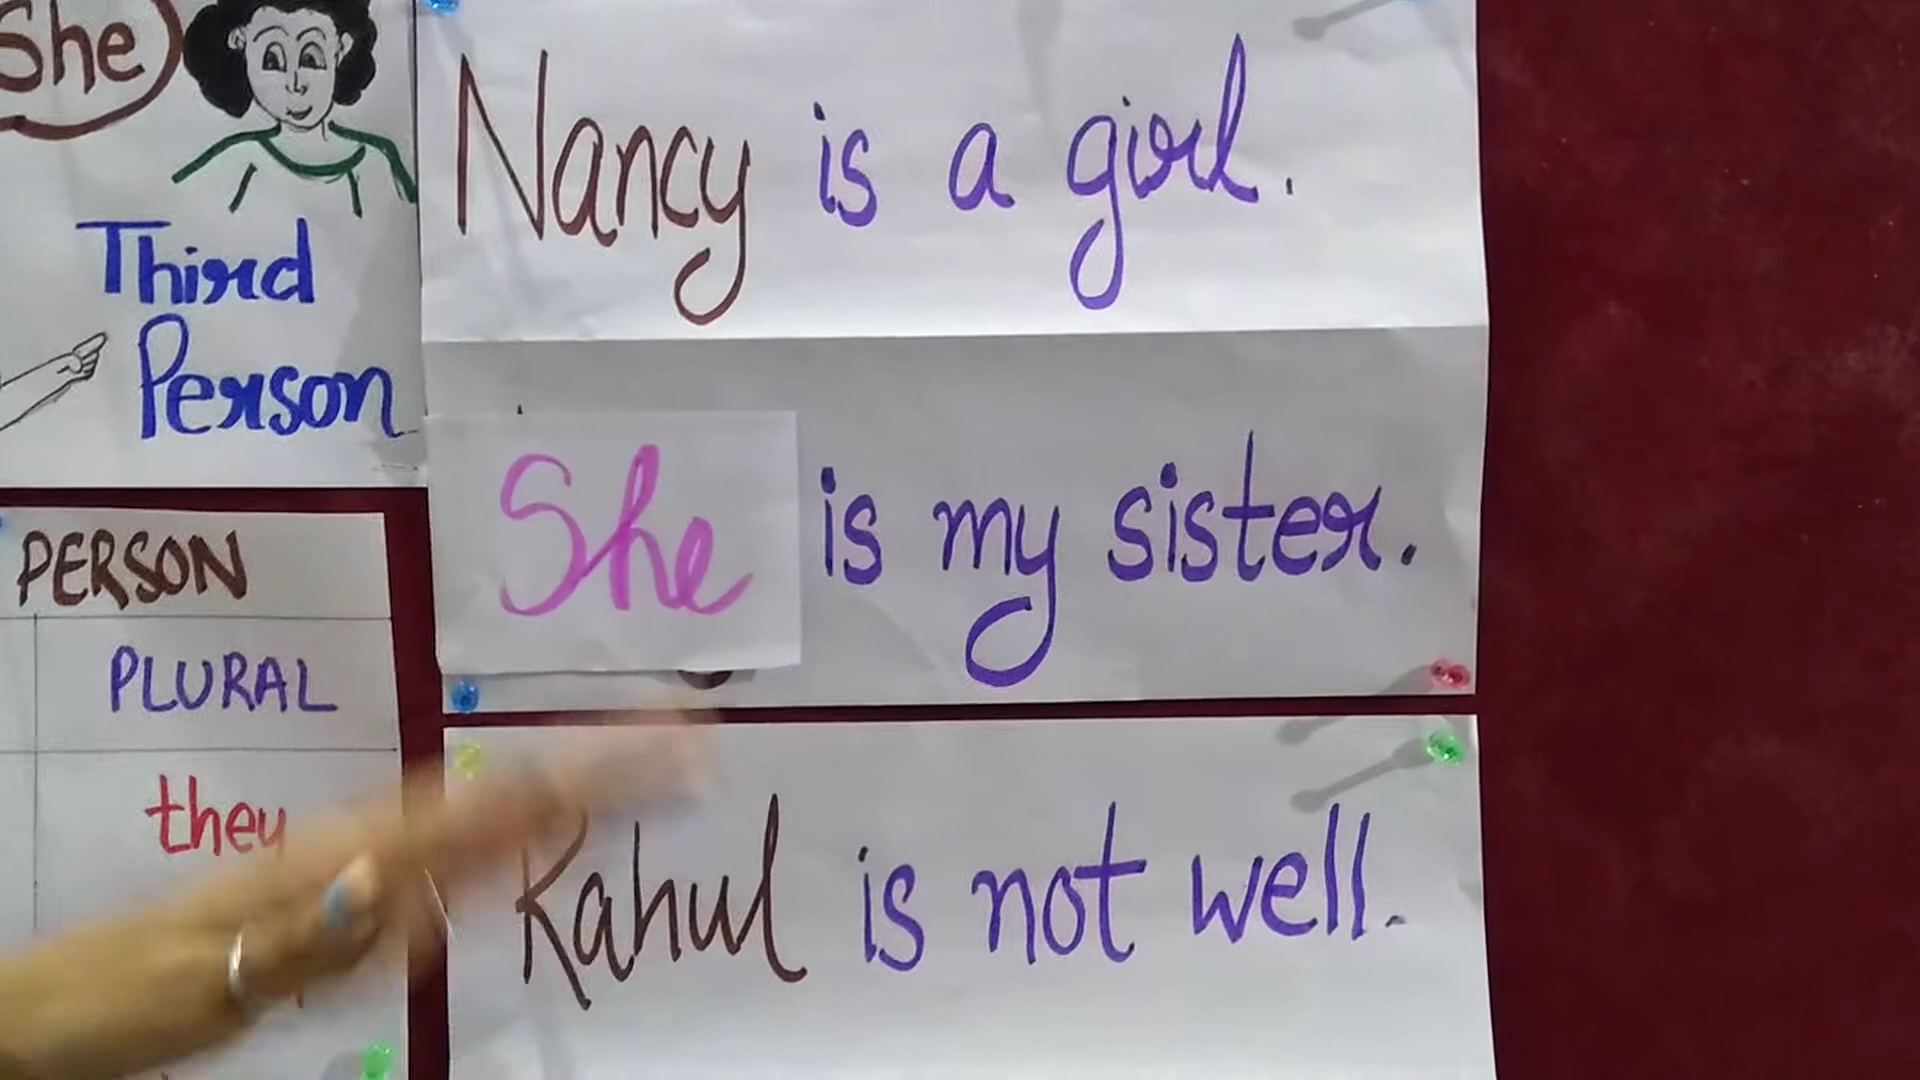 She
Third
Person
Nancy is a girl.
She is my sister.
PERSON
PLURAL
they
Rahul is not well.